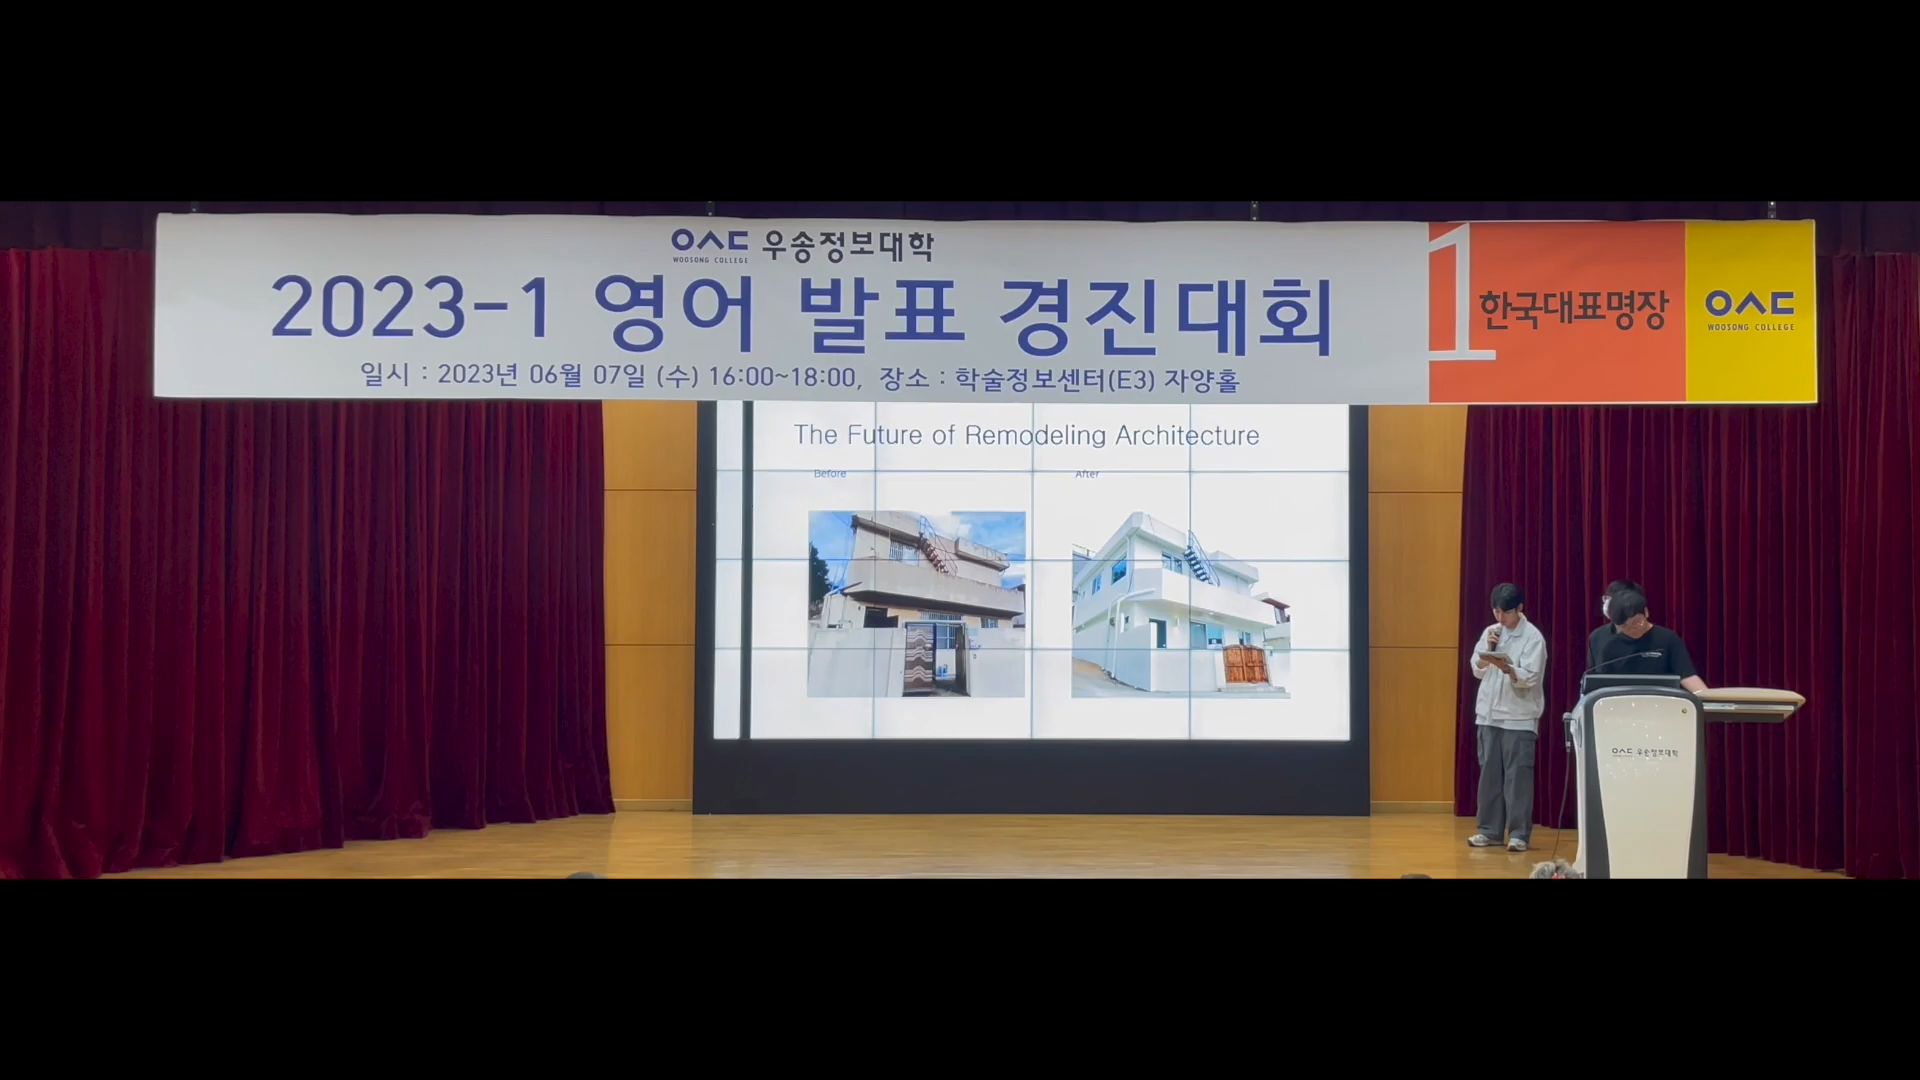 ㅇㅅㄷ 우송정보대학
WOOSONG COLLEGE
2023-1 영어 발표 경진대회
일시 : 2023년 06월 07일 (수) 16:00~18:00, 장소 : 학술정보센터(E3) 자양홀
1 한국대표명장
ㅇㅅㄷ
WOOSONG COLLEGE
The Future of Remodeling Architecture
Before
After
ㅇㅅㄷ 우송정보대학